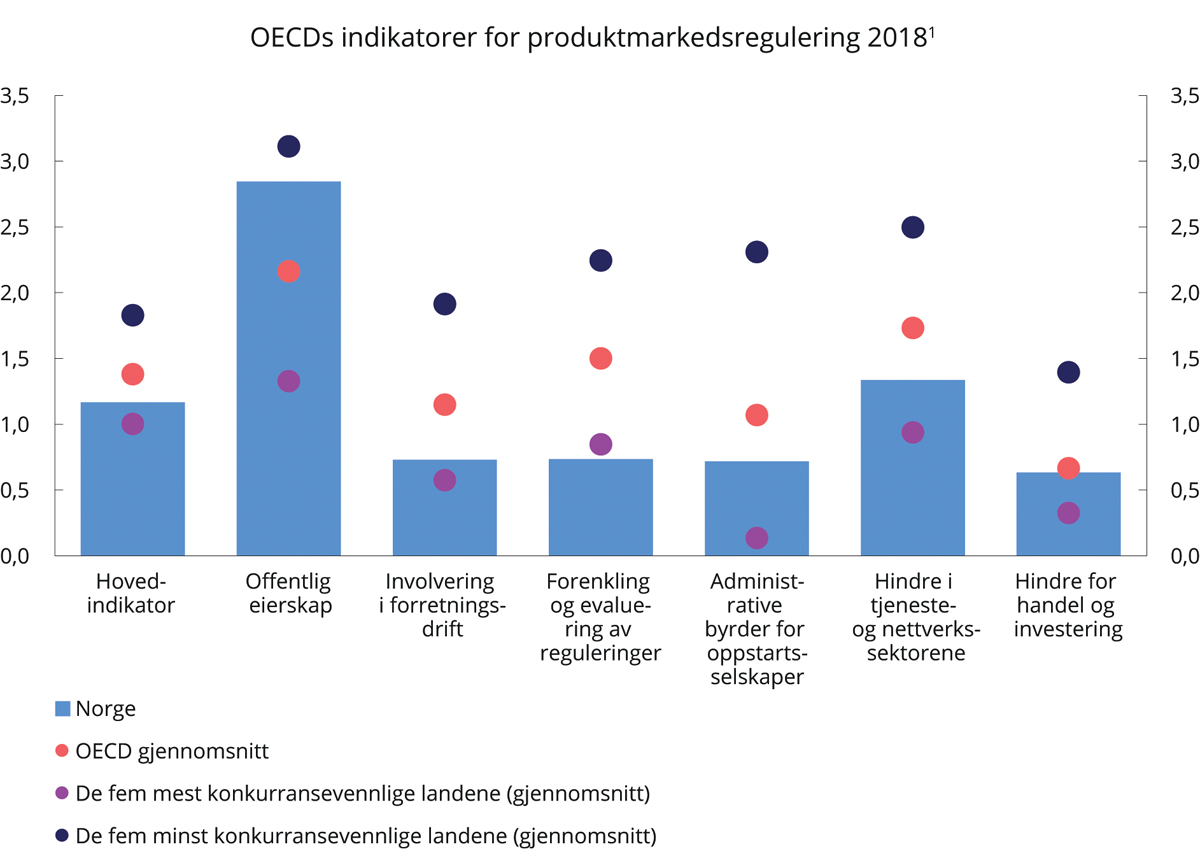 OECDs indikatorer for produktmarkedsregulering 2018¹
3,5
3,0
2,5
2,0
1,5
1,0
0,5
0,0
3,5
3,0
2,5
2,0
1,5
1,0
0,5
0,0
Hoved-
indikator
Offentlig
eierskap
Involvering
i forretnings-
drift
Forenkling
og evalue-
ring av
reguleringer
Administ-
rative
byrder for
oppstarts-
selskaper
Hindre i
tjeneste-
og nettverks-
sektorene
Hindre for
handel og
investering
Norge
OECD gjennomsnitt
De fem mest konkurransevennlige landene (gjennomsnitt)
De fem minst konkurransevennlige landene (gjennomsnitt)